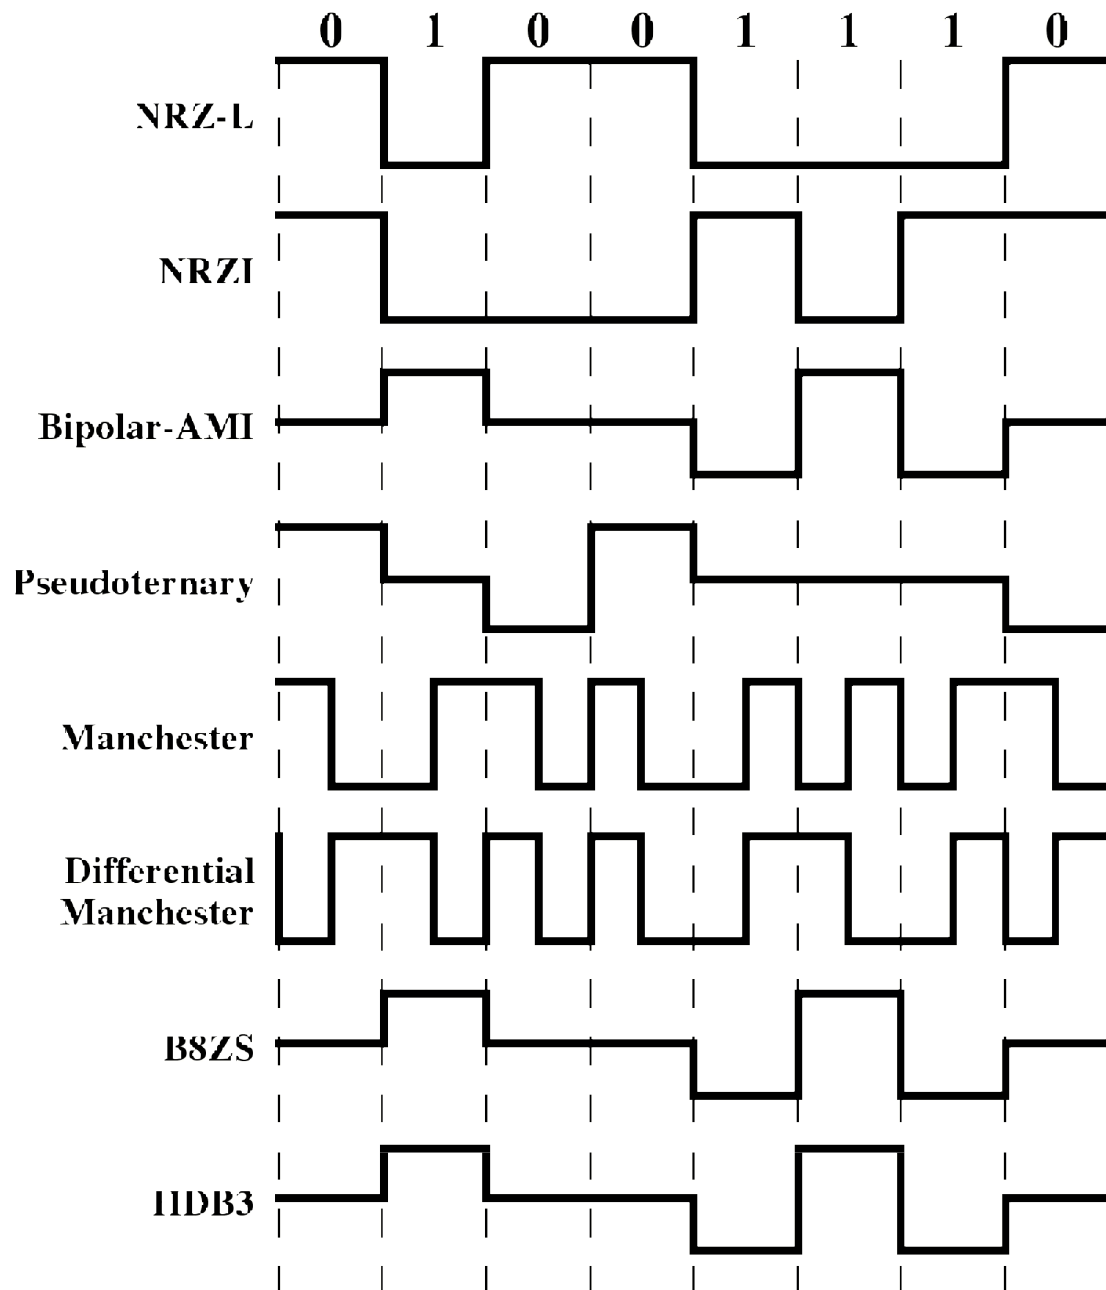 0 1 0 0 1 1 1 0
NRZ-L
NRZI
Bipolar-AMI
Pseudoternary
Manchester
Differential
Manchester
B8ZS
HDB3